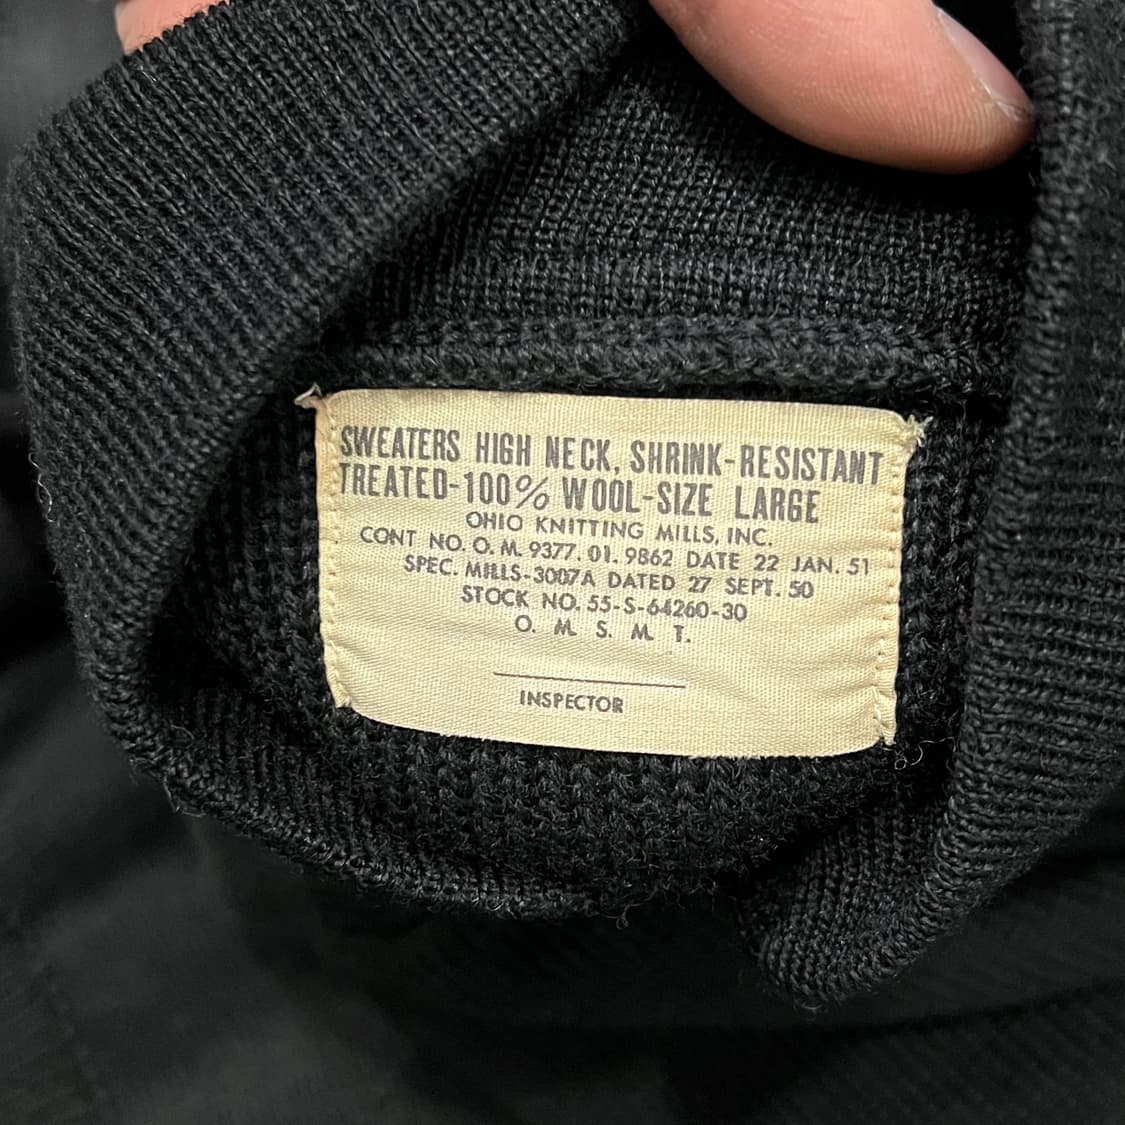 SWEATERS HIGH NECK, SHRINK-RESISTANT
TREATED-100% WOOL-SIZE LARGE
OHIO KNITTING MILLS, INC.
CONT NO. O. M. 9377. 01. 9862 DATE 22 JAN. 51
SPEC. MILLS-3007A DATED 27 SEPT. 50
STOCK NO. 55-S-64260-30
O. M. S. M. T.
INSPECTOR